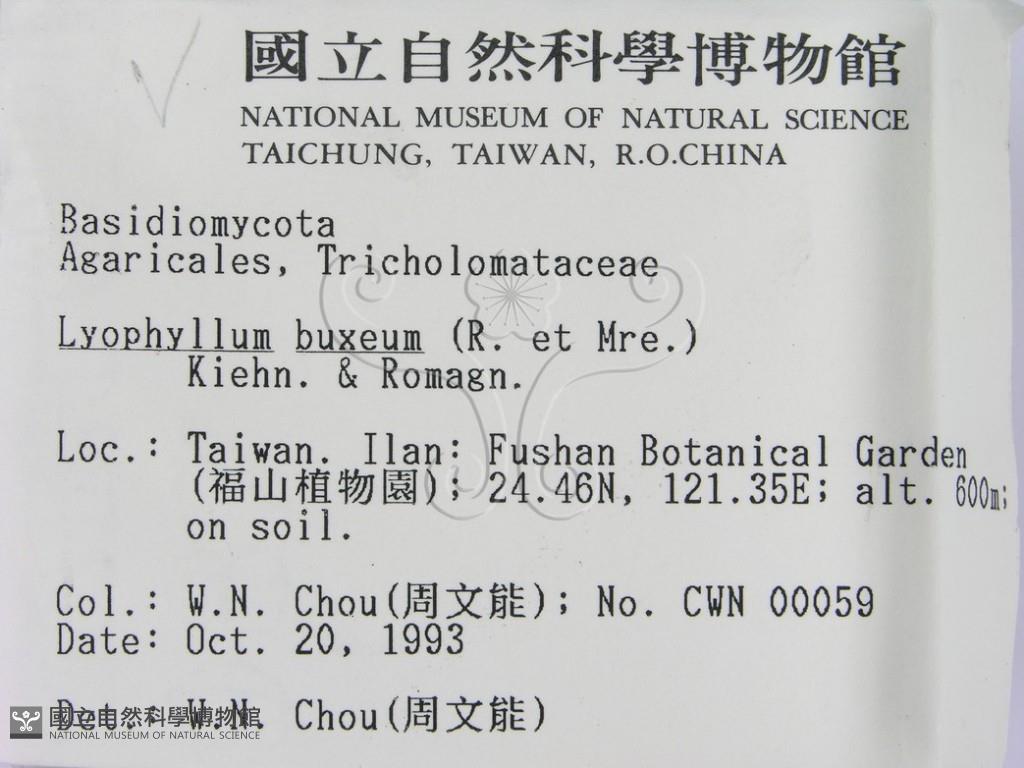 國立自然科學博物館
NATIONAL MUSEUM OF NATURAL SCIENCE
TAICHUNG, TAIWAN, R.O.CHINA
Basidiomycota
Agaricales, Tricholomataceae
Lyophyllum buxeum (R. et Mre.)
Kiehn. & Romagn.
Loc.: Taiwan. Ilan: Fushan Botanical Garden
(福山植物園); 24.46N, 121.35E; alt. 600m;
on soil.
Col.: W.N. Chou(周文能); No. CWN 00059
Date: Oct. 20, 1993
Det.: W.N. Chou(周文能)
國立自然科學博物館
NATIONAL MUSEUM OF NATURAL SCIENCE